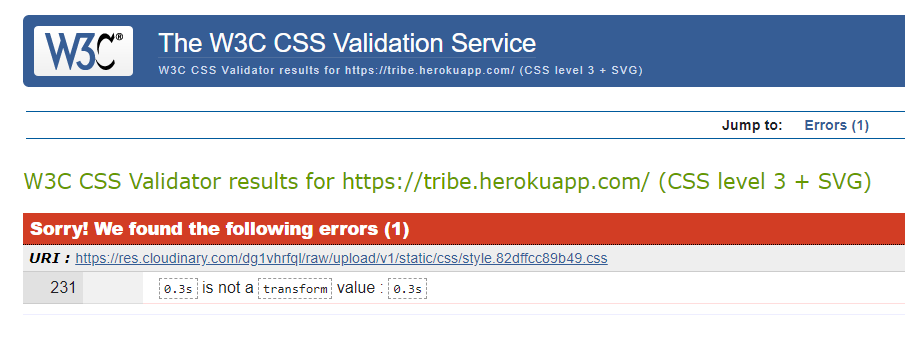 W3C®
The W3C CSS Validation Service
W3C CSS Validator results for https://tribe.herokuapp.com/ (CSS level 3 + SVG)
Jump to: Errors (1)
W3C CSS Validator results for https://tribe.herokuapp.com/ (CSS level 3 + SVG)
Sorry! We found the following errors (1)
URI : https://res.cloudinary.com/dg1vhrfql/raw/upload/v1/static/css/style.82dffcc89b49.css
231 0.3s is not a transform value : 0.3s